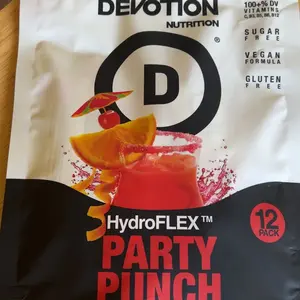 DEVOTION
NUTRITION
100+% DV
VITAMINS
C, B3, B5, B6, B12
SUGAR
FREE
VEGAN
FORMULA
GLUTEN
FREE
D
®
HydroFLEX™
12
PACK
PARTY
PUNCH